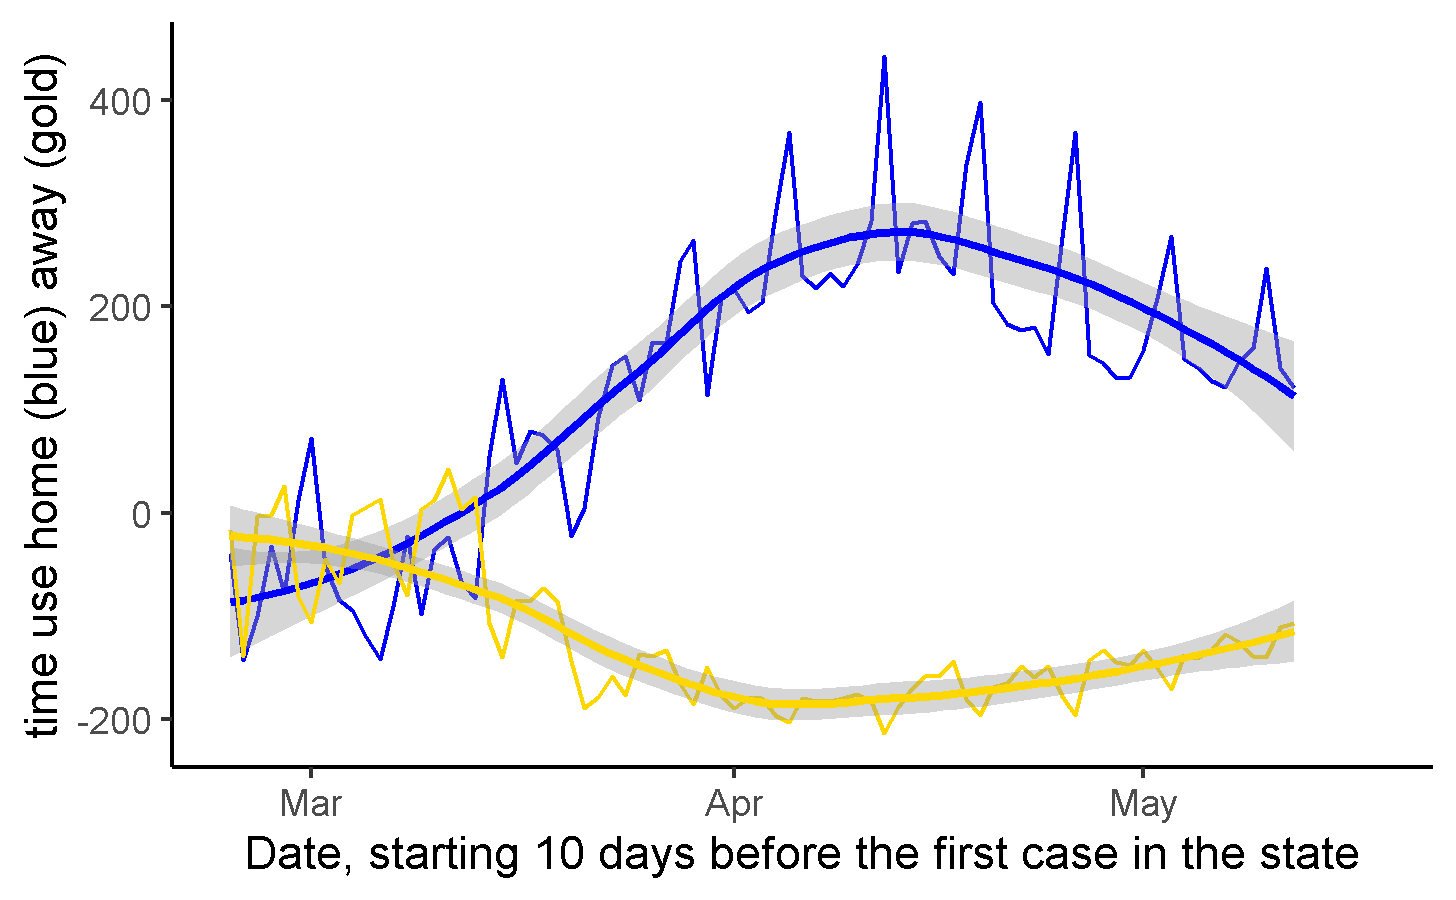 time use home (blue) away (gold)
400
200
0
-200
Mar Apr May
Date, starting 10 days before the first case in the state